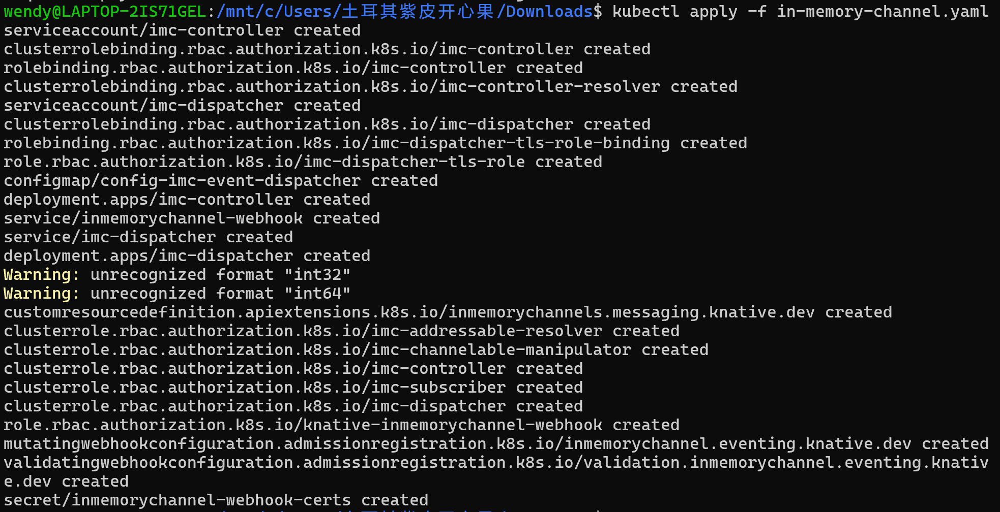 wendy@LAPTOP-2IS71GEL:/mnt/c/Users/土耳其紫皮开心果/Downloads$ kubectl apply -f in-memory-channel.yaml
serviceaccount/imc-controller created
clusterrolebinding.rbac.authorization.k8s.io/imc-controller created
rolebinding.rbac.authorization.k8s.io/imc-controller created
clusterrolebinding.rbac.authorization.k8s.io/imc-controller-resolver created
serviceaccount/imc-dispatcher created
clusterrolebinding.rbac.authorization.k8s.io/imc-dispatcher created
rolebinding.rbac.authorization.k8s.io/imc-dispatcher-tls-role-binding created
role.rbac.authorization.k8s.io/imc-dispatcher-tls-role created
configmap/config-imc-event-dispatcher created
deployment.apps/imc-controller created
service/inmemorychannel-webhook created
service/imc-dispatcher created
deployment.apps/imc-dispatcher created
Warning: unrecognized format "int32"
Warning: unrecognized format "int64"
customresourcedefinition.apiextensions.k8s.io/inmemorychannels.messaging.knative.dev created
clusterrole.rbac.authorization.k8s.io/imc-addressable-resolver created
clusterrole.rbac.authorization.k8s.io/imc-channelable-manipulator created
clusterrole.rbac.authorization.k8s.io/imc-controller created
clusterrole.rbac.authorization.k8s.io/imc-subscriber created
clusterrole.rbac.authorization.k8s.io/imc-dispatcher created
role.rbac.authorization.k8s.io/knative-inmemorychannel-webhook created
mutatingwebhookconfiguration.admissionregistration.k8s.io/inmemorychannel.eventing.knative.dev created
validatingwebhookconfiguration.admissionregistration.k8s.io/validation.inmemorychannel.eventing.knativ
e.dev created
secret/inmemorychannel-webhook-certs created